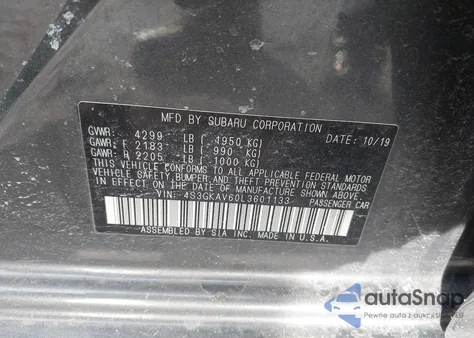 MFD BY SUBARU CORPORATION
GVWR: 4299 LB ( 1950 KG) DATE: 10/19
GAWR: F 2183 LB ( 990 KG)
GAWR: R 2205 LB ( 1000 KG)
THIS VEHICLE CONFORMS TO ALL APPLICABLE FEDERAL MOTOR
VEHICLE SAFETY, BUMPER AND THEFT PREVENTION STANDARDS
IN EFFECT ON THE DATE OF MANUFACTURE SHOWN ABOVE.
VIN: 4S3GKAV60L3601133 PASSENGER CAR
ASSEMBLED BY SIA INC. MADE IN U.S.A.
autoSnap
Pewne auta z aukcji